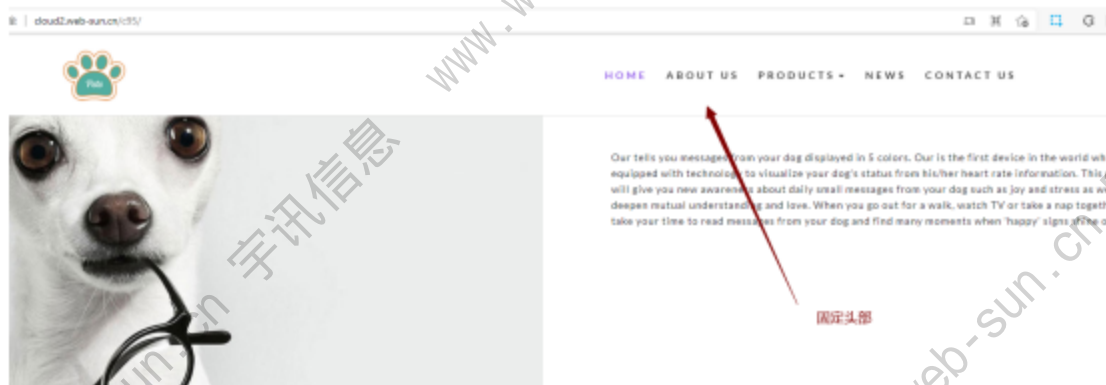 cloud2.web-sun.cn/c95/
Pets
HOME ABOUT US PRODUCTS NEWS CONTACT US
Our tells you messages from your dog displayed in 5 colors. Our is the first device in the world wh
equipped with technology to visualize your dog's status from his/her heart rate information. This
will give you new awareness about daily small messages from your dog such as joy and stress as we
deepen mutual understanding and love. When you go out for a walk, watch TV or take a nap togeth
take your time to read messages from your dog and find many moments when 'happy' signs shine o
固定头部
www.w
.cn 宇讯信息
sun.cn
eb-sun.cn